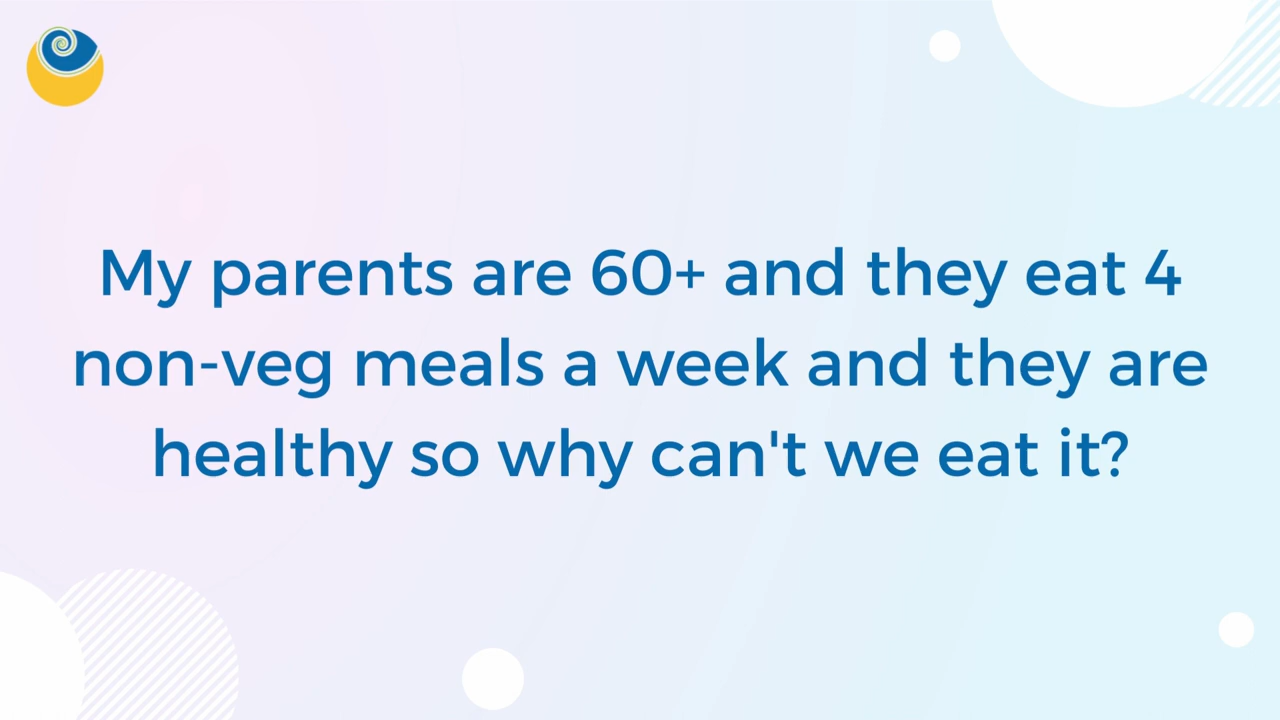 My parents are 60+ and they eat 4
non-veg meals a week and they are
healthy so why can't we eat it?